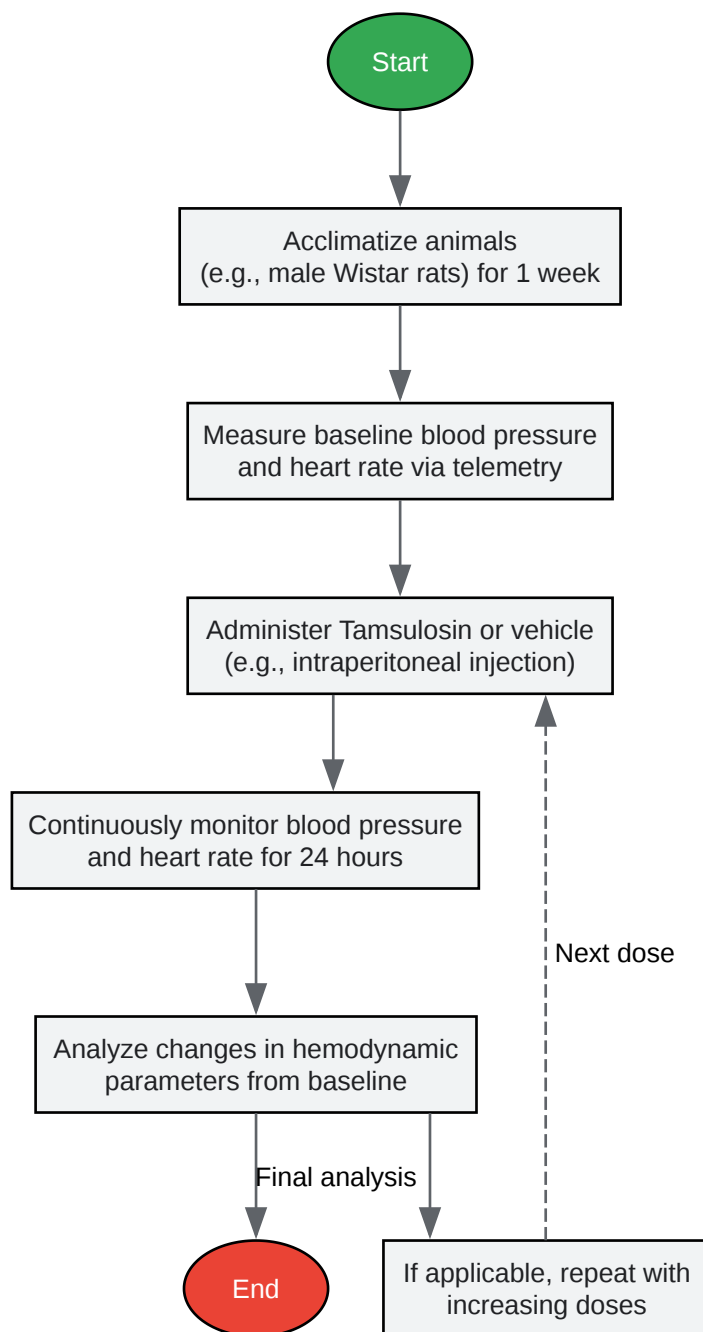 Start
Acclimatize animals
(e.g., male Wistar rats) for 1 week
Measure baseline blood pressure
and heart rate via telemetry
Administer Tamsulosin or vehicle
(e.g., intraperitoneal injection)
Continuously monitor blood pressure
and heart rate for 24 hours
Next dose
Analyze changes in hemodynamic
parameters from baseline
Final analysis
End
If applicable, repeat with
increasing doses